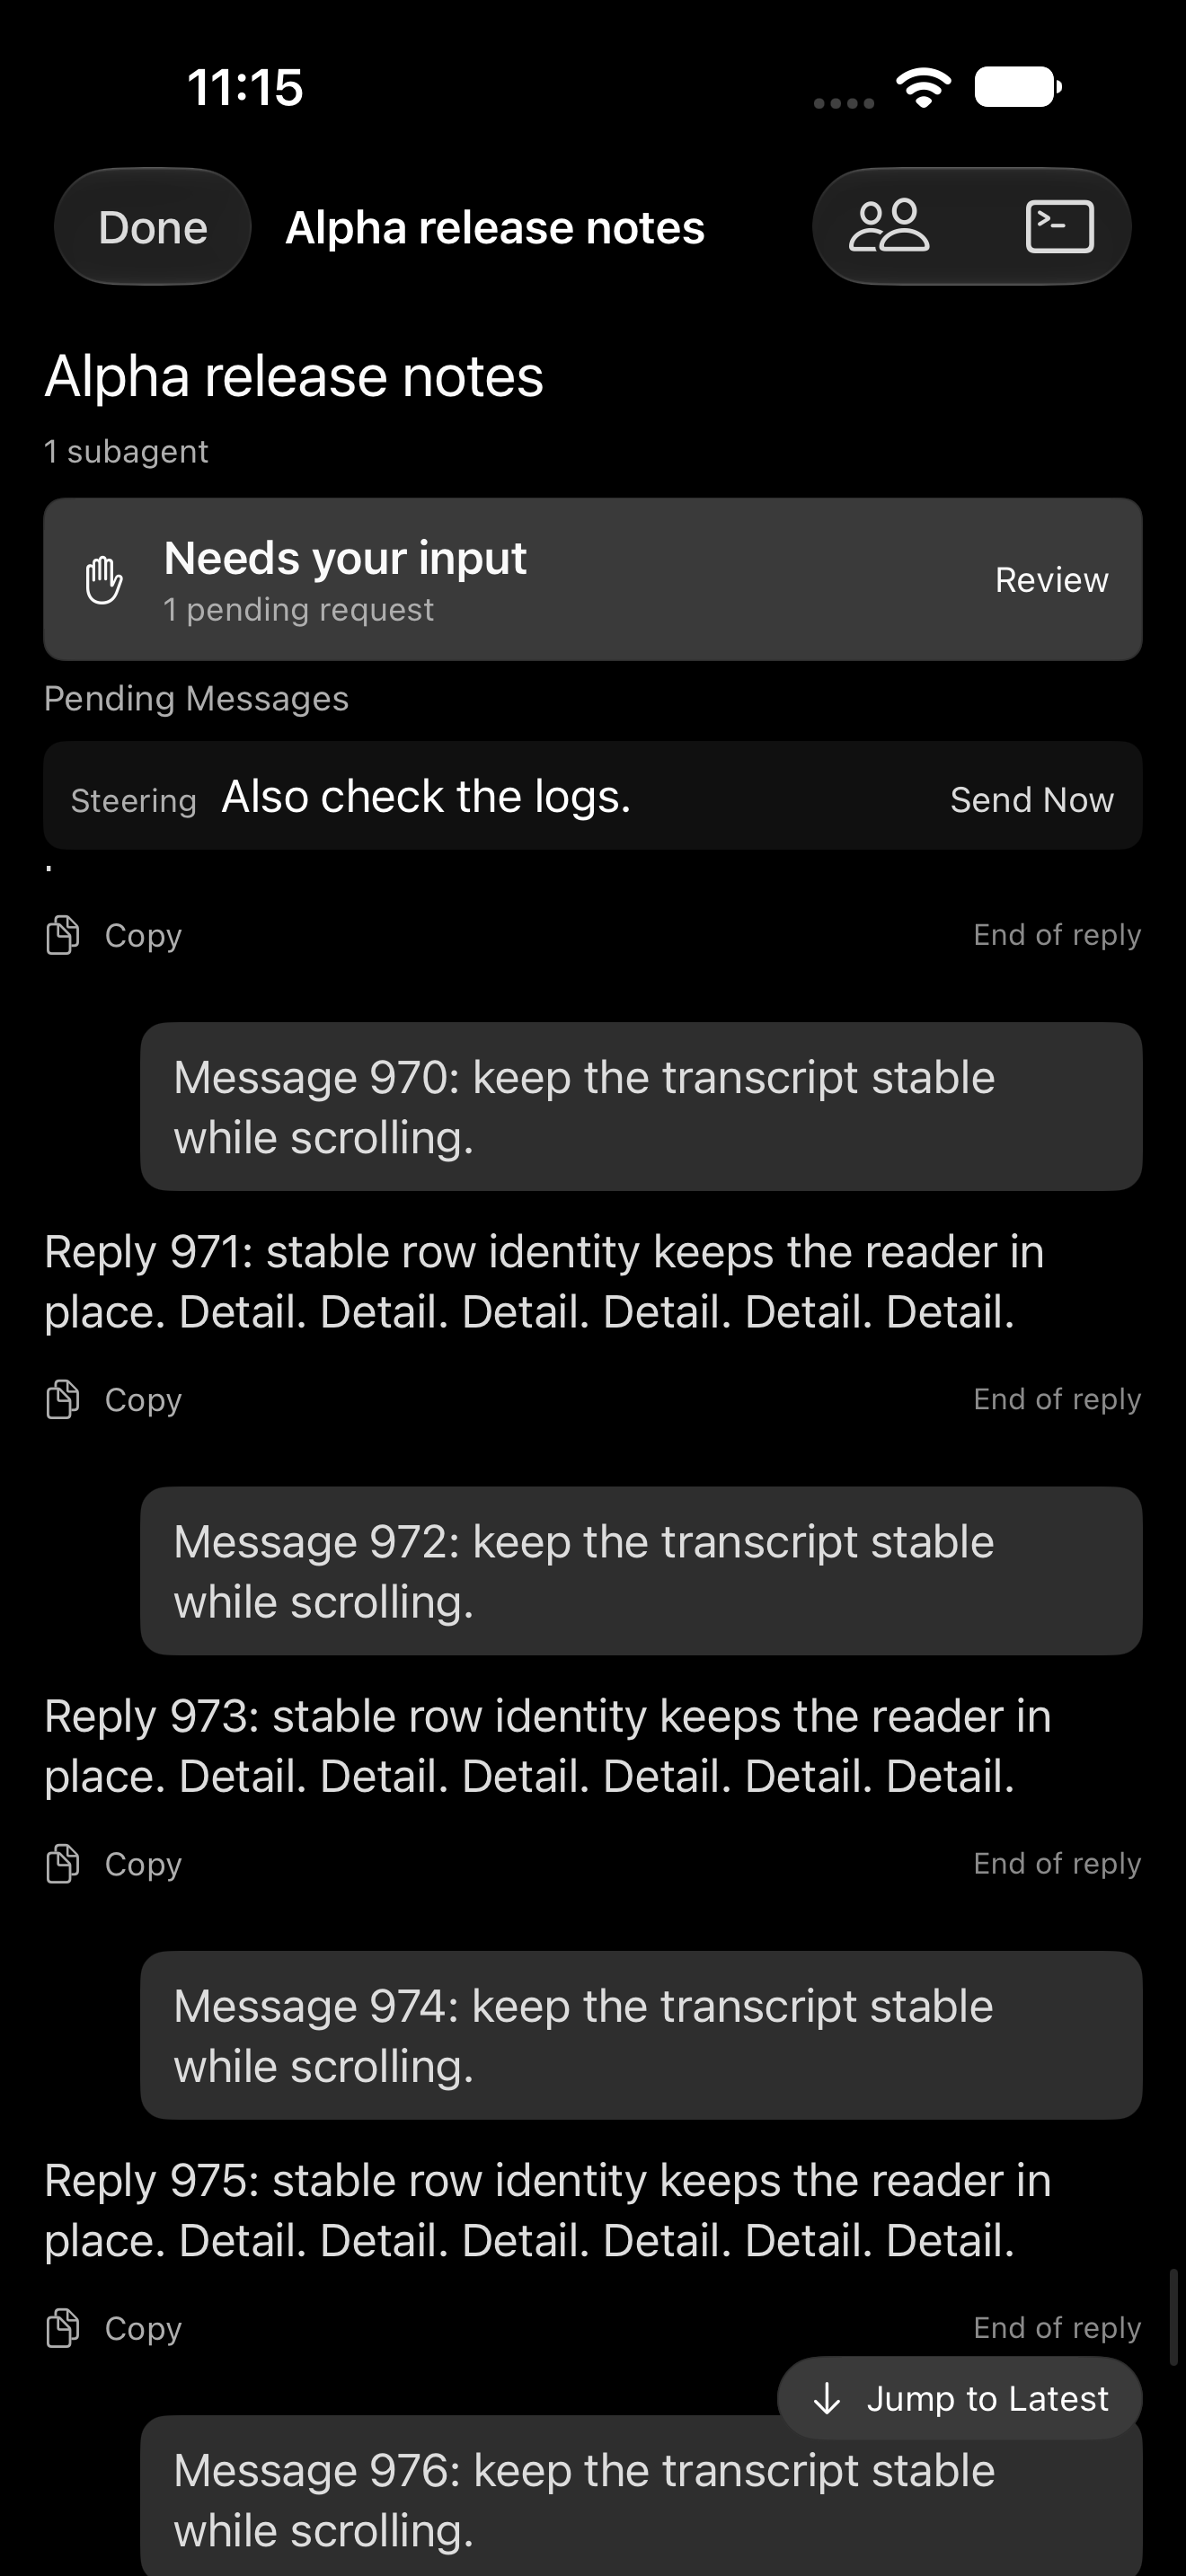 11:15
Done
Alpha release notes
Alpha release notes
1 subagent
Needs your input
1 pending request
Review
Pending Messages
Steering Also check the logs. Send Now
.
Copy End of reply
Message 970: keep the transcript stable
while scrolling.
Reply 971: stable row identity keeps the reader in
place. Detail. Detail. Detail. Detail. Detail. Detail.
Copy End of reply
Message 972: keep the transcript stable
while scrolling.
Reply 973: stable row identity keeps the reader in
place. Detail. Detail. Detail. Detail. Detail. Detail.
Copy End of reply
Message 974: keep the transcript stable
while scrolling.
Reply 975: stable row identity keeps the reader in
place. Detail. Detail. Detail. Detail. Detail. Detail.
Copy End of reply
Jump to Latest
Message 976: keep the transcript stable
while scrolling.